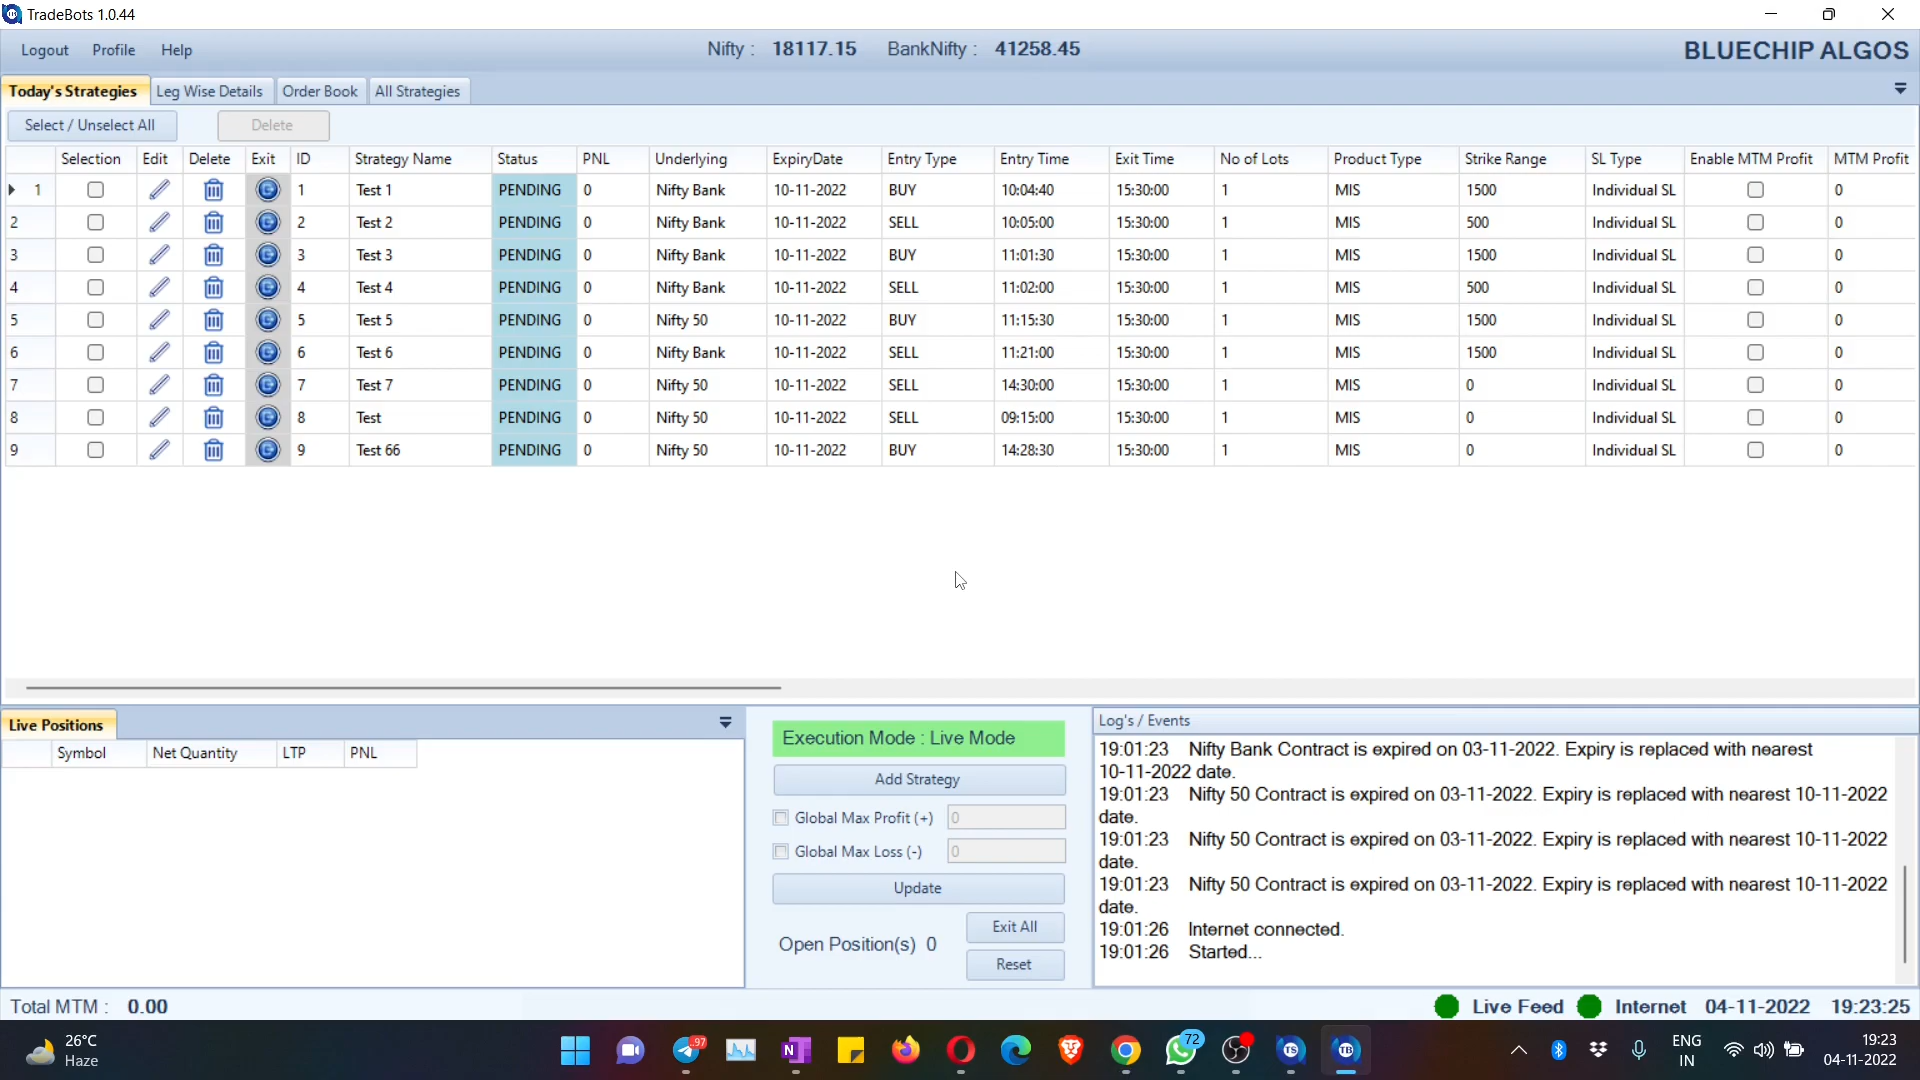 TradeBots 1.0.44
Logout Profile Help Nifty : 18117.15 BankNifty : 41258.45 BLUECHIP ALGOS
Today's Strategies Leg Wise Details Order Book All Strategies
Select / Unselect All Delete
Selection Edit Delete Exit ID Strategy Name Status PNL Underlying ExpiryDate Entry Type Entry Time Exit Time No of Lots Product Type Strike Range SL Type Enable MTM Profit MTM Profit
1 1 Test 1 PENDING 0 Nifty Bank 10-11-2022 BUY 10:04:40 15:30:00 1 MIS 1500 Individual SL 0
2 2 Test 2 PENDING 0 Nifty Bank 10-11-2022 SELL 10:05:00 15:30:00 1 MIS 500 Individual SL 0
3 3 Test 3 PENDING 0 Nifty Bank 10-11-2022 BUY 11:01:30 15:30:00 1 MIS 1500 Individual SL 0
4 4 Test 4 PENDING 0 Nifty Bank 10-11-2022 SELL 11:02:00 15:30:00 1 MIS 500 Individual SL 0
5 5 Test 5 PENDING 0 Nifty 50 10-11-2022 BUY 11:15:30 15:30:00 1 MIS 1500 Individual SL 0
6 6 Test 6 PENDING 0 Nifty Bank 10-11-2022 SELL 11:21:00 15:30:00 1 MIS 1500 Individual SL 0
7 7 Test 7 PENDING 0 Nifty 50 10-11-2022 SELL 14:30:00 15:30:00 1 MIS 0 Individual SL 0
8 8 Test PENDING 0 Nifty 50 10-11-2022 SELL 09:15:00 15:30:00 1 MIS 0 Individual SL 0
9 9 Test 66 PENDING 0 Nifty 50 10-11-2022 BUY 14:28:30 15:30:00 1 MIS 0 Individual SL 0
Live Positions
Symbol Net Quantity LTP PNL
Execution Mode : Live Mode
Add Strategy
Global Max Profit (+) 0
Global Max Loss (-) 0
Update
Open Position(s) 0 Exit All
Reset
Log's / Events
19:01:23 Nifty Bank Contract is expired on 03-11-2022. Expiry is replaced with nearest
10-11-2022 date.
19:01:23 Nifty 50 Contract is expired on 03-11-2022. Expiry is replaced with nearest 10-11-2022
date.
19:01:23 Nifty 50 Contract is expired on 03-11-2022. Expiry is replaced with nearest 10-11-2022
date.
19:01:23 Nifty 50 Contract is expired on 03-11-2022. Expiry is replaced with nearest 10-11-2022
date.
19:01:26 Internet connected.
19:01:26 Started...
Total MTM : 0.00 Live Feed Internet 04-11-2022 19:23:25
26°C
Haze
97
N
72
TS
TB
ENG
IN
19:23
04-11-2022